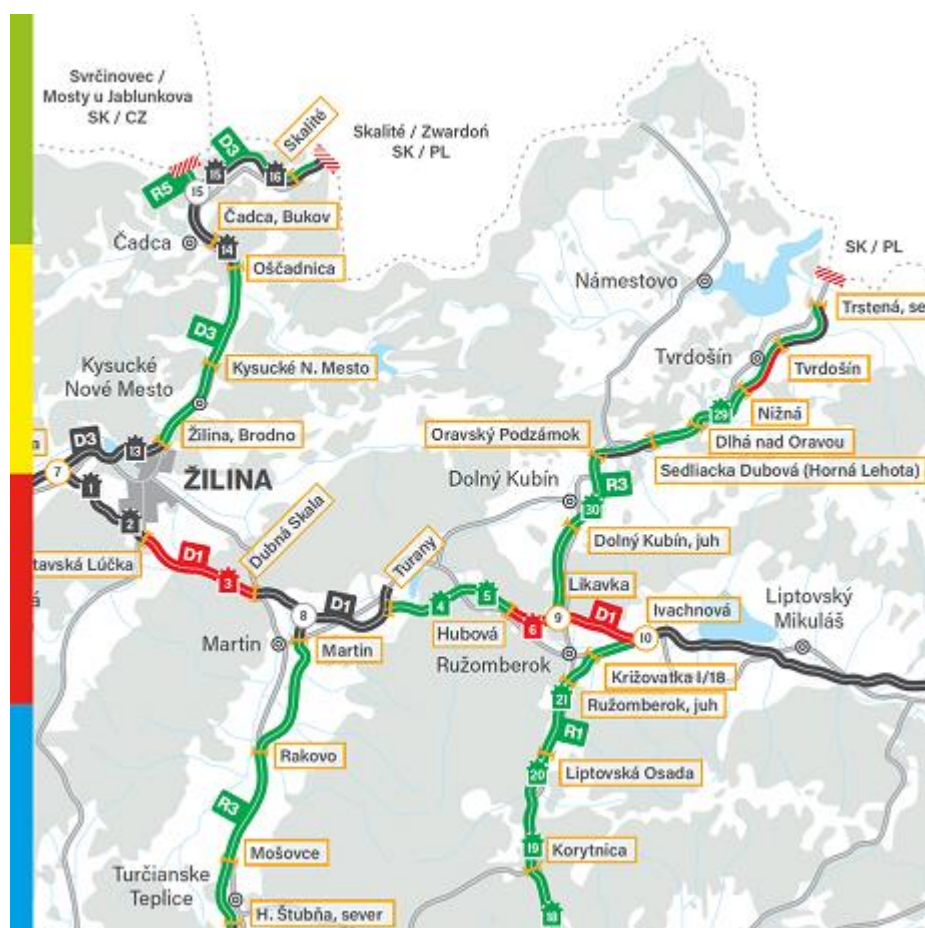 Svrčinovec /
Mosty u Jablunkova
SK / CZ
D3
Skalité
Skalité / Zwardoń
SK / PL
R5
15
15
16
Čadca, Bukov
Čadca
14
Oščadnica
SK / PL
Námestovo
Trstená, se
D3
Tvrdošín
Tvrdošín
Kysucké
Nové Mesto
Kysucké N. Mesto
Nižná
29
Dlhá nad Oravou
D3
13
Žilina, Brodno
Oravský Podzámok
Sedliacka Dubová (Horná Lehota)
7
1
ŽILINA
Dolný Kubín
R3
30
2
Dubná Skala
Dolný Kubín, juh
tavská Lúčka
D1
3
Turany
Likavka
8
D1
4
5
6
9
D1
Ivachnová
10
Liptovský
Mikuláš
Martin
Martin
Hubová
Ružomberok
Križovatka I/18
21
Ružomberok, juh
R1
Rakovo
20
Liptovská Osada
R3
19
Korytnica
Mošovce
Turčianske
Teplice
H. Štubňa, sever
18